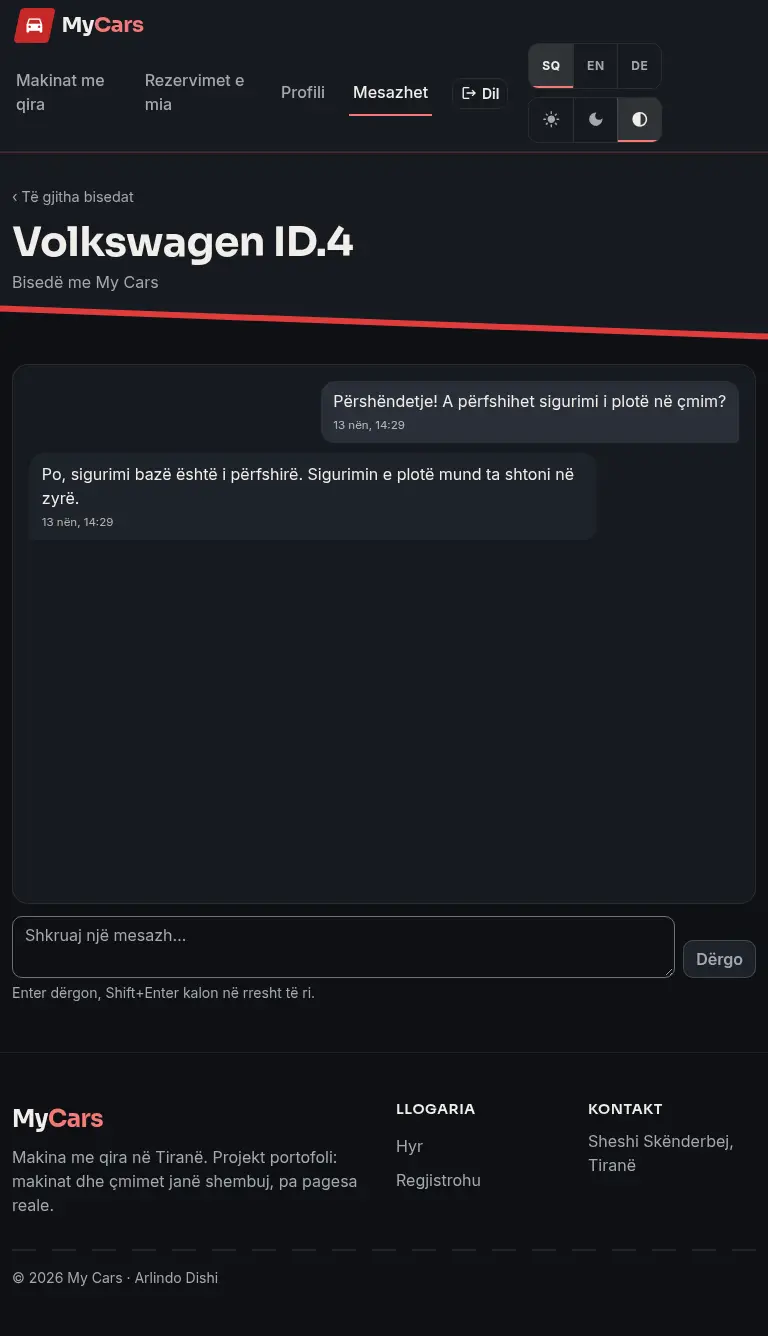 MyCars
Makinat me
qira
Rezervimet e
mia
Profili
Mesazhet
Dil
SQ EN DE
‹ Të gjitha bisedat
Volkswagen ID.4
Bisedë me My Cars
Përshëndetje! A përfshihet sigurimi i plotë në çmim?
13 nën, 14:29
Po, sigurimi bazë është i përfshirë. Sigurimin e plotë mund ta shtoni në
zyrë.
13 nën, 14:29
Shkruaj një mesazh...
Dërgo
Enter dërgon, Shift+Enter kalon në rresht të ri.
MyCars
Makina me qira në Tiranë. Projekt portofoli:
makinat dhe çmimet janë shembuj, pa pagesa
reale.
LLOGARIA
Hyr
Regjistrohu
KONTAKT
Sheshi Skënderbej,
Tiranë
© 2026 My Cars · Arlindo Dishi